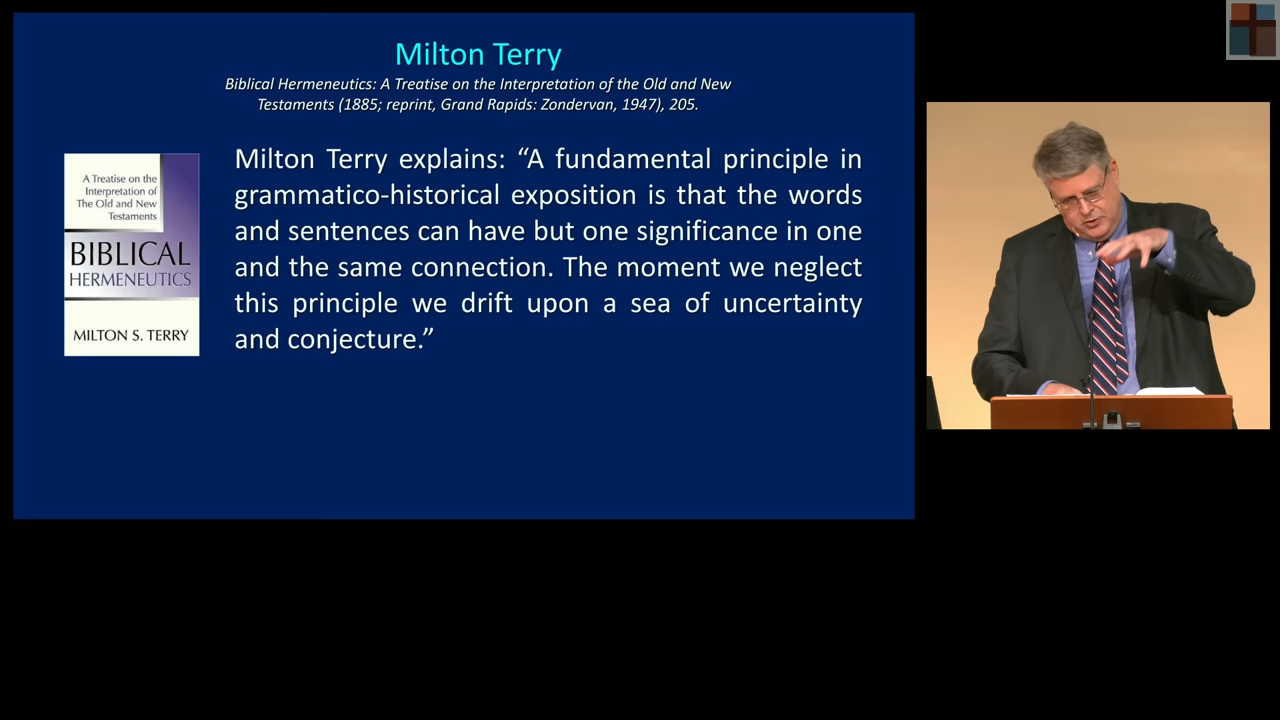 Milton Terry
Biblical Hermeneutics: A Treatise on the Interpretation of the Old and New
Testaments (1885; reprint, Grand Rapids: Zondervan, 1947), 205.
A Treatise on the
Interpretation of
The Old and New
Testaments
BIBLICAL
HERMENEUTICS
MILTON S. TERRY
Milton Terry explains: “A fundamental principle in
grammatico-historical exposition is that the words
and sentences can have but one significance in one
and the same connection. The moment we neglect
this principle we drift upon a sea of uncertainty
and conjecture.”